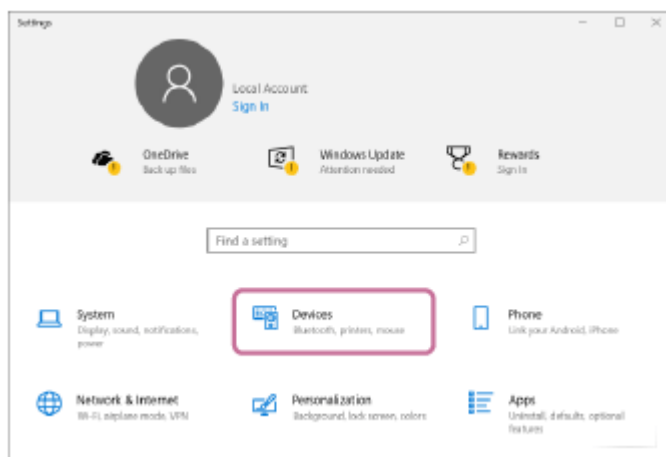 Settings
Local Account
Sign In
OneDrive
Back up files
Windows Update
Attention needed
Rewards
Sign In
Find a setting
System
Display, sound, notifications,
power
Devices
Bluetooth, printers, mouse
Phone
Link your Android, iPhone
Network & Internet
Wi-Fi, airplane mode, VPN
Personalization
Background, lock screen, colors
Apps
Uninstall, defaults, optional
features